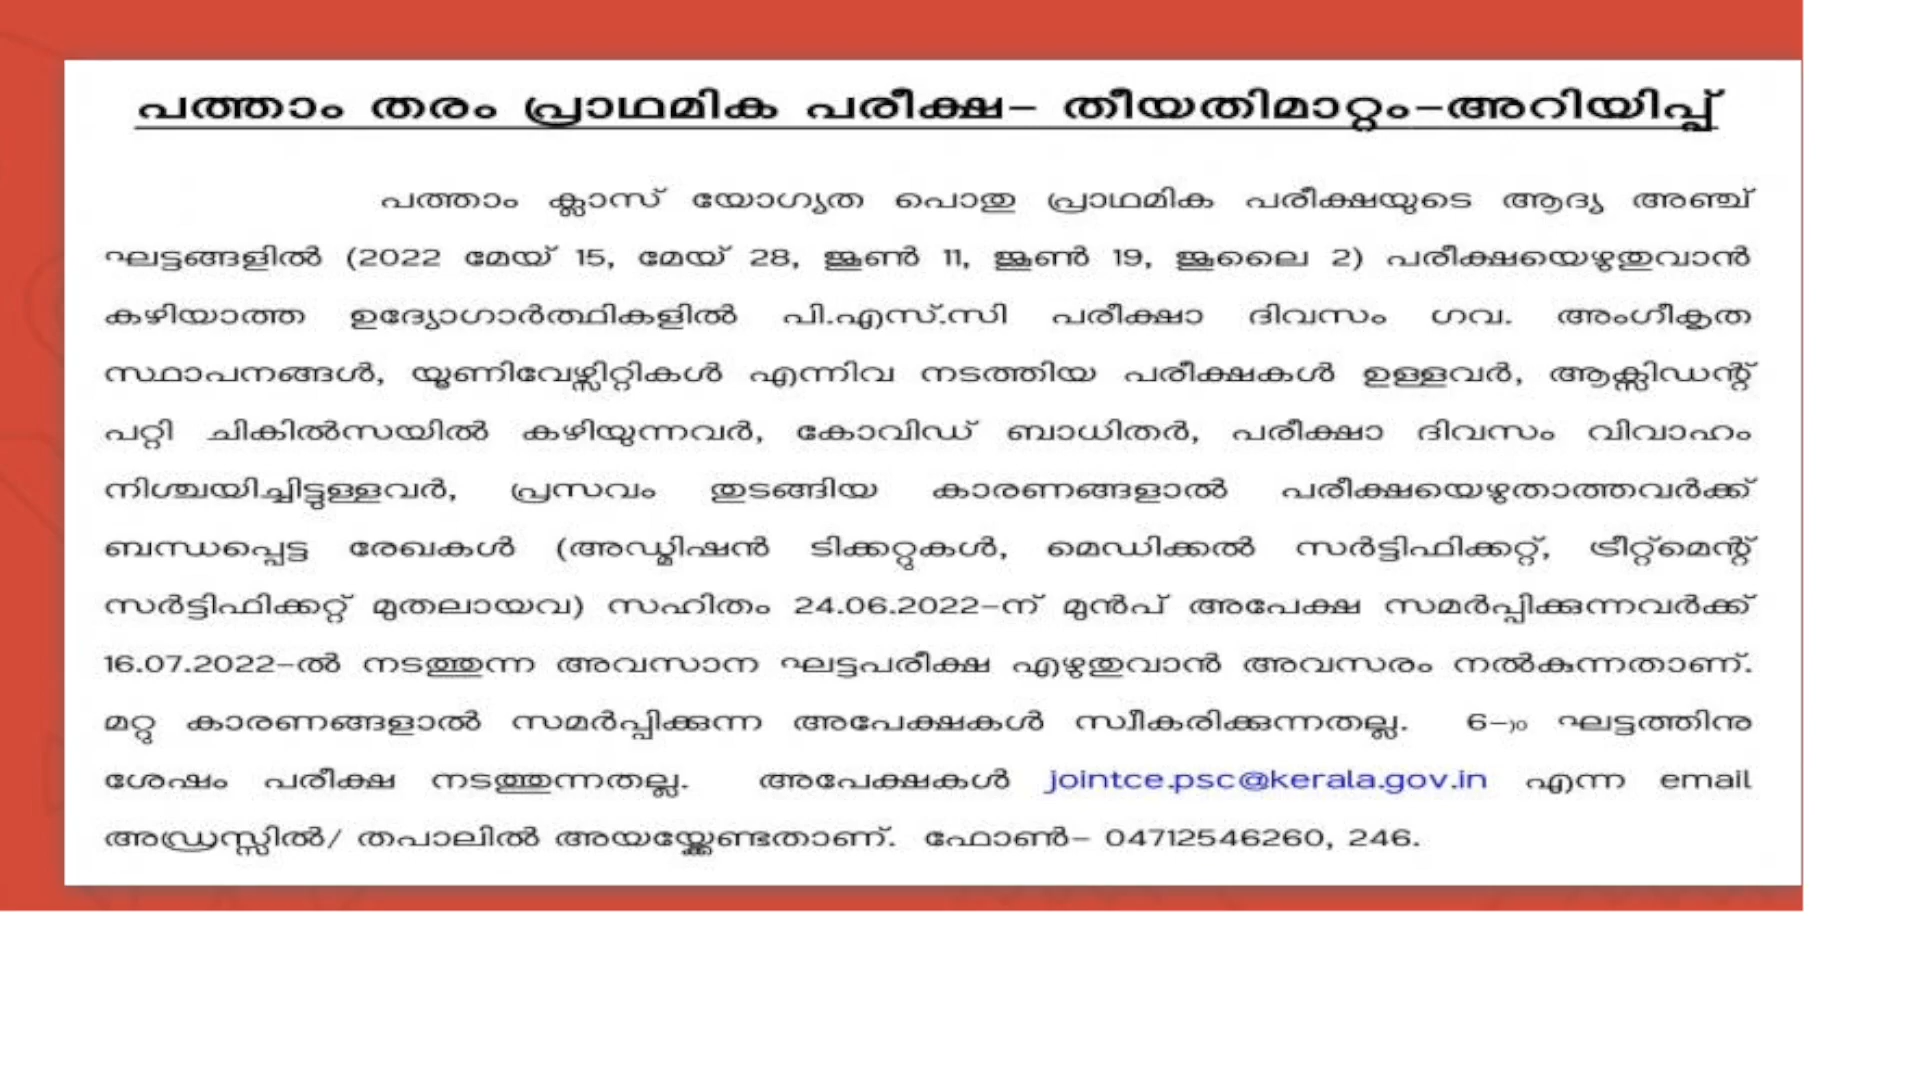 പത്താം തരം പ്രാഥമിക പരീക്ഷ- തീയതിമാറ്റം-അറിയിപ്പ്
പത്താം ക്ലാസ് യോഗ്യത പൊതു പ്രാഥമിക പരീക്ഷയുടെ ആദ്യ അഞ്ച്
ഘട്ടങ്ങളിൽ (2022 മേയ് 15, മേയ് 28, ജൂൺ 11, ജൂൺ 19, ജൂലൈ 2) പരീക്ഷയെഴുതുവാൻ
കഴിയാത്ത ഉദ്യോഗാർത്ഥികളിൽ പി.എസ്.സി പരീക്ഷാ ദിവസം ഗവ. അംഗീകൃത
സ്ഥാപനങ്ങൾ, യൂണിവേഴ്സിറ്റികൾ എന്നിവ നടത്തിയ പരീക്ഷകൾ ഉള്ളവർ, ആക്സിഡന്റ്
പറ്റി ചികിൽസയിൽ കഴിയുന്നവർ, കോവിഡ് ബാധിതർ, പരീക്ഷാ ദിവസം വിവാഹം
നിശ്ചയിച്ചിട്ടുള്ളവർ, പ്രസവം തുടങ്ങിയ കാരണങ്ങളാൽ പരീക്ഷയെഴുതാത്തവർക്ക്
ബന്ധപ്പെട്ട രേഖകൾ (അഡ്മിഷൻ ടിക്കറ്റുകൾ, മെഡിക്കൽ സർട്ടിഫിക്കറ്റ്, ട്രീറ്റ്മെന്റ്
സർട്ടിഫിക്കറ്റ് മുതലായവ) സഹിതം 24.06.2022-ന് മുൻപ് അപേക്ഷ സമർപ്പിക്കുന്നവർക്ക്
16.07.2022-ൽ നടത്തുന്ന അവസാന ഘട്ടപരീക്ഷ എഴുതുവാൻ അവസരം നൽകുന്നതാണ്.
മറ്റു കാരണങ്ങളാൽ സമർപ്പിക്കുന്ന അപേക്ഷകൾ സ്വീകരിക്കുന്നതല്ല. 6-ാം ഘട്ടത്തിനു
ശേഷം പരീക്ഷ നടത്തുന്നതല്ല. അപേക്ഷകൾ jointce.psc@kerala.gov.in എന്ന email
അഡ്രസ്സിൽ/ തപാലിൽ അയയ്ക്കേണ്ടതാണ്. ഫോൺ- 04712546260, 246.